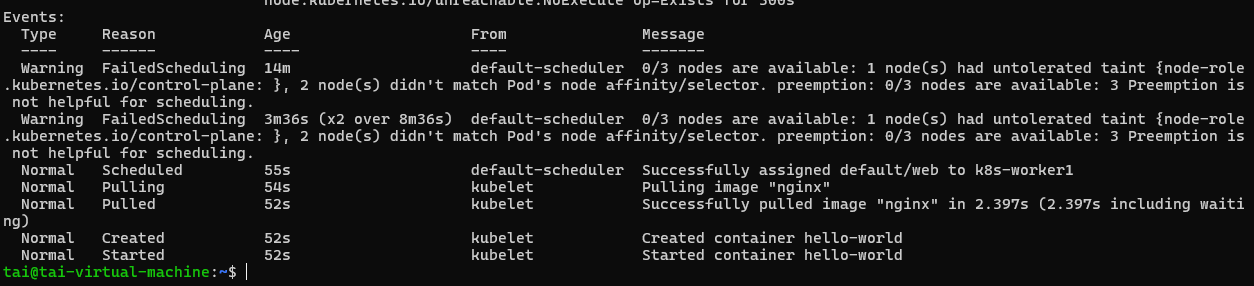 node.kubernetes.io/unreachable:NoExecute op=Exists for 300s
Events:
  Type     Reason            Age                    From               Message
  ----     ------            ----                   ----               -------
  Warning  FailedScheduling  14m                    default-scheduler  0/3 nodes are available: 1 node(s) had untolerated taint {node-role
.kubernetes.io/control-plane: }, 2 node(s) didn't match Pod's node affinity/selector. preemption: 0/3 nodes are available: 3 Preemption is
 not helpful for scheduling.
  Warning  FailedScheduling  3m36s (x2 over 8m36s)  default-scheduler  0/3 nodes are available: 1 node(s) had untolerated taint {node-role
.kubernetes.io/control-plane: }, 2 node(s) didn't match Pod's node affinity/selector. preemption: 0/3 nodes are available: 3 Preemption is
 not helpful for scheduling.
  Normal   Scheduled         55s                    default-scheduler  Successfully assigned default/web to k8s-worker1
  Normal   Pulling           54s                    kubelet            Pulling image "nginx"
  Normal   Pulled            52s                    kubelet            Successfully pulled image "nginx" in 2.397s (2.397s including waiti
ng)
  Normal   Created           52s                    kubelet            Created container hello-world
  Normal   Started           52s                    kubelet            Started container hello-world
tai@tai-virtual-machine:~$